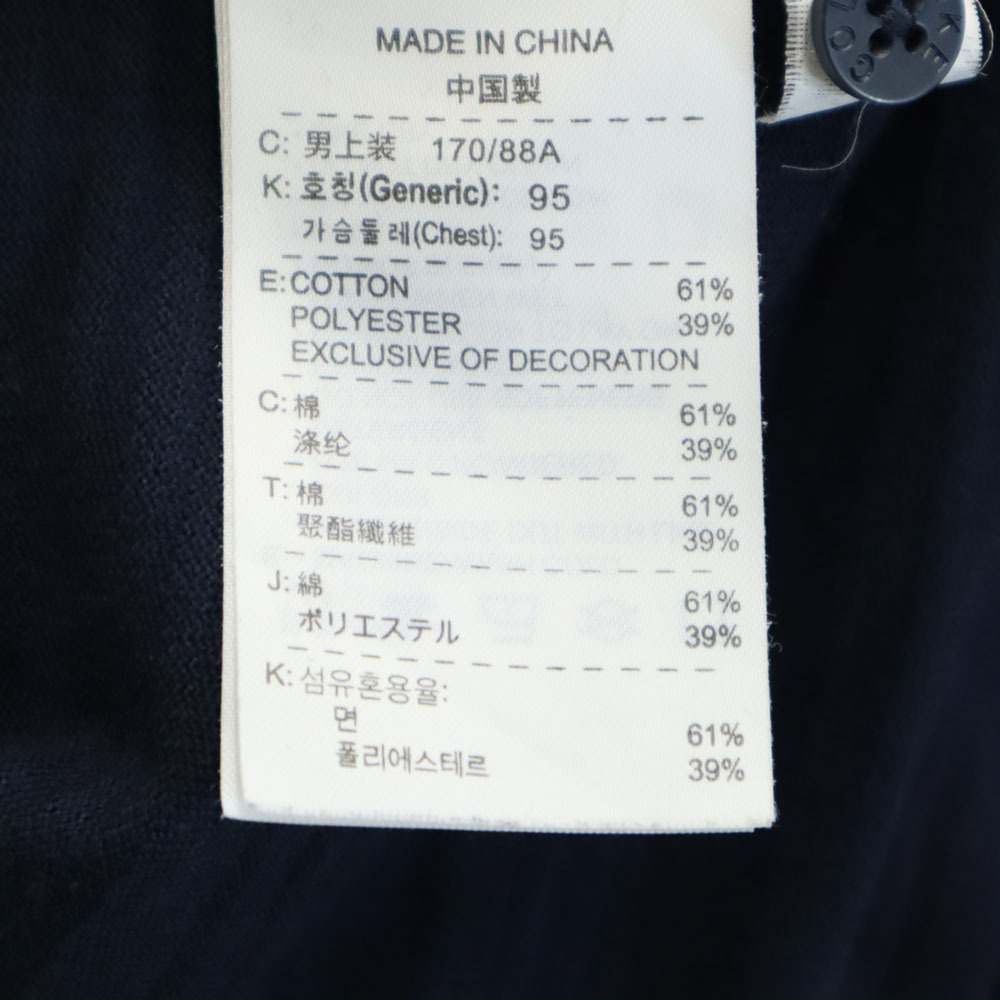 MADE IN CHINA
中国製
C: 男上装 170/88A
K: 호칭(Generic): 95
가슴둘레(Chest): 95
E: COTTON 61%
POLYESTER 39%
EXCLUSIVE OF DECORATION
C: 棉 61%
涤纶 39%
T: 棉 61%
聚酯纖維 39%
J: 綿 61%
ポリエステル 39%
K: 섬유혼용율:
면 61%
폴리에스테르 39%